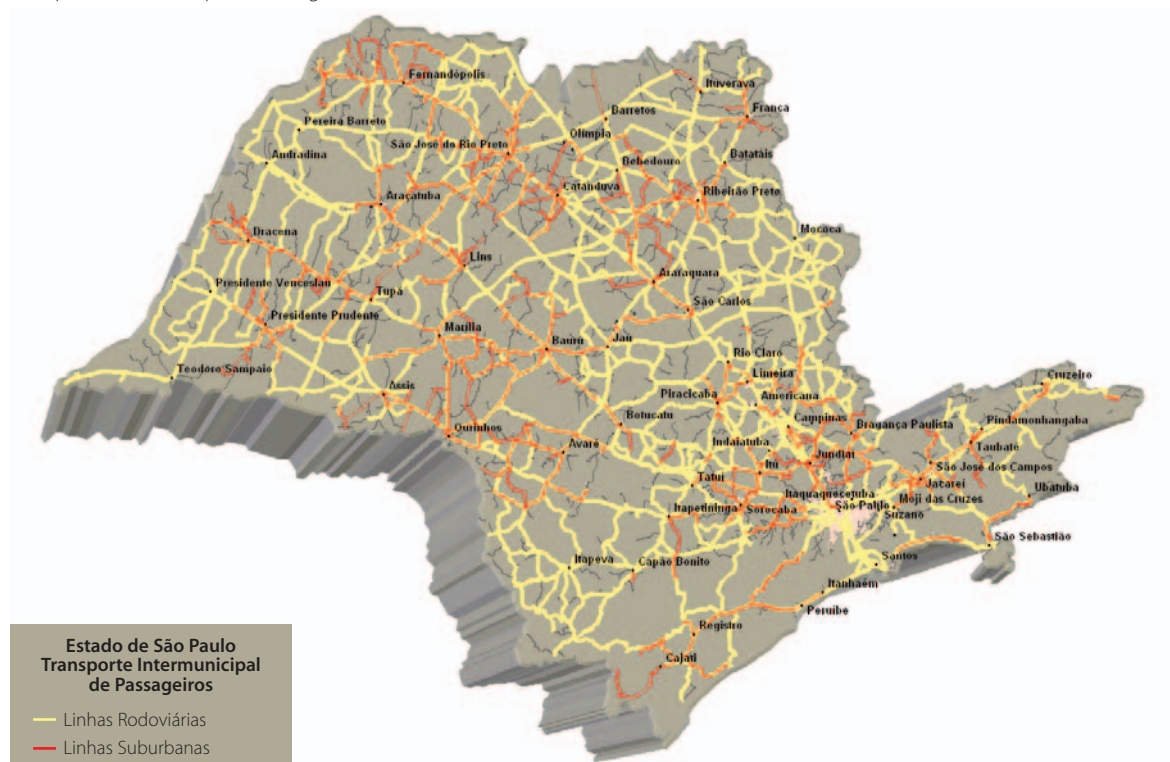 Fernandópolis
Ituverava
Pereira Barreto
Barretos
França
Olímpia
São José do Rio Preto
Bebedouro
Batatáis
Andradina
Catanduva
Araçatuba
Ribeirão Preto
Dracena
Mococa
Lins
Araraquara
Presidente Venceslau
Tupã
São Carlos
Presidente Prudente
Marília
Bauru
Jaú
Rio Claro
Teodoro Sampaio
Limeira
Cruzeiro
Assis
Piracicaba
Americana
Botucatu
Campinas
Bragança Paulista
Pindamonhangaba
Ourinhos
Indaiatuba
Avaré
Jundiaí
Taubaté
Itú
São José dos Campos
Tatuí
Jacareí
Itaquaquecetuba
Moji das Cruzes
Ubatuba
Itapetininga
Sorocaba
São Paulo
Suzano
São Sebastião
Itapeva
Capão Bonito
Santos
Itanhaém
Peruíbe
Registro
Cajati
Estado de São Paulo
Transporte Intermunicipal
de Passageiros
Linhas Rodoviárias
Linhas Suburbanas